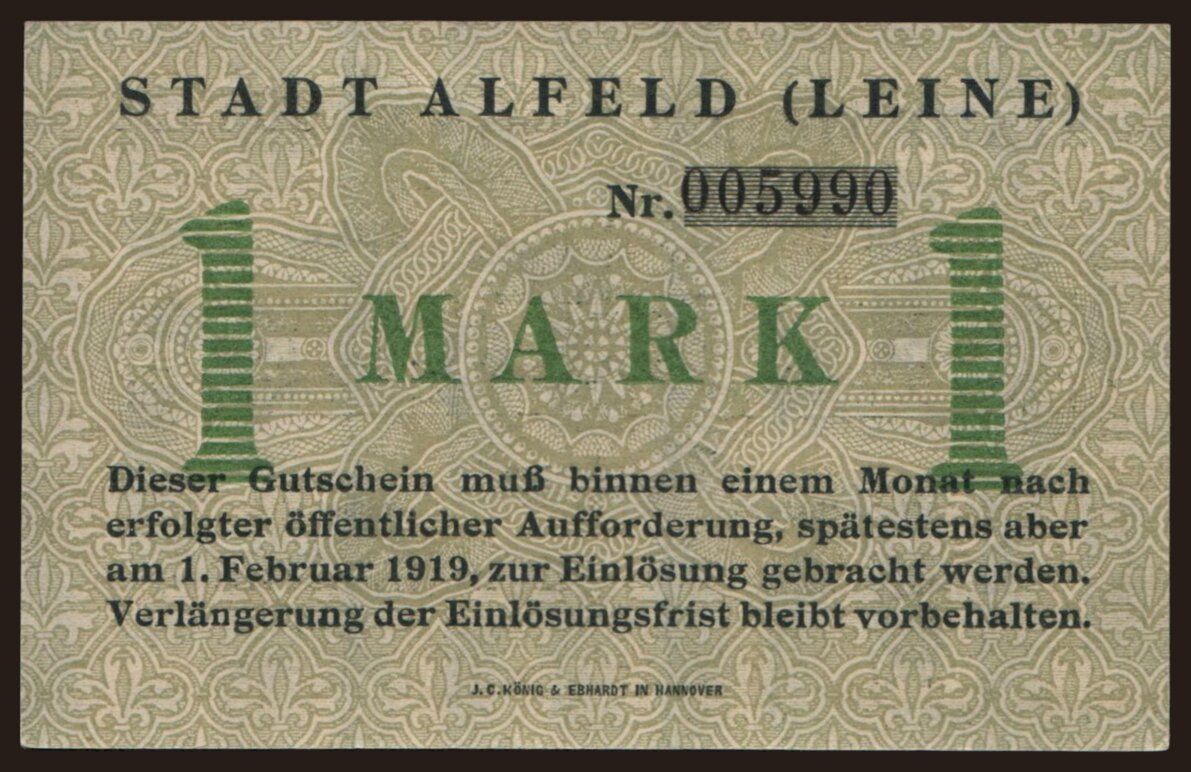 STADT ALFELD (LEINE)
Nr. 005990
1 MARK 1
Dieser Gutschein muß binnen einem Monat nach
erfolgter öffentlicher Aufforderung, spätestens aber
am 1. Februar 1919, zur Einlösung gebracht werden.
Verlängerung der Einlösungsfrist bleibt vorbehalten.
J. C. KÖNIG & EBHARDT IN HANNOVER